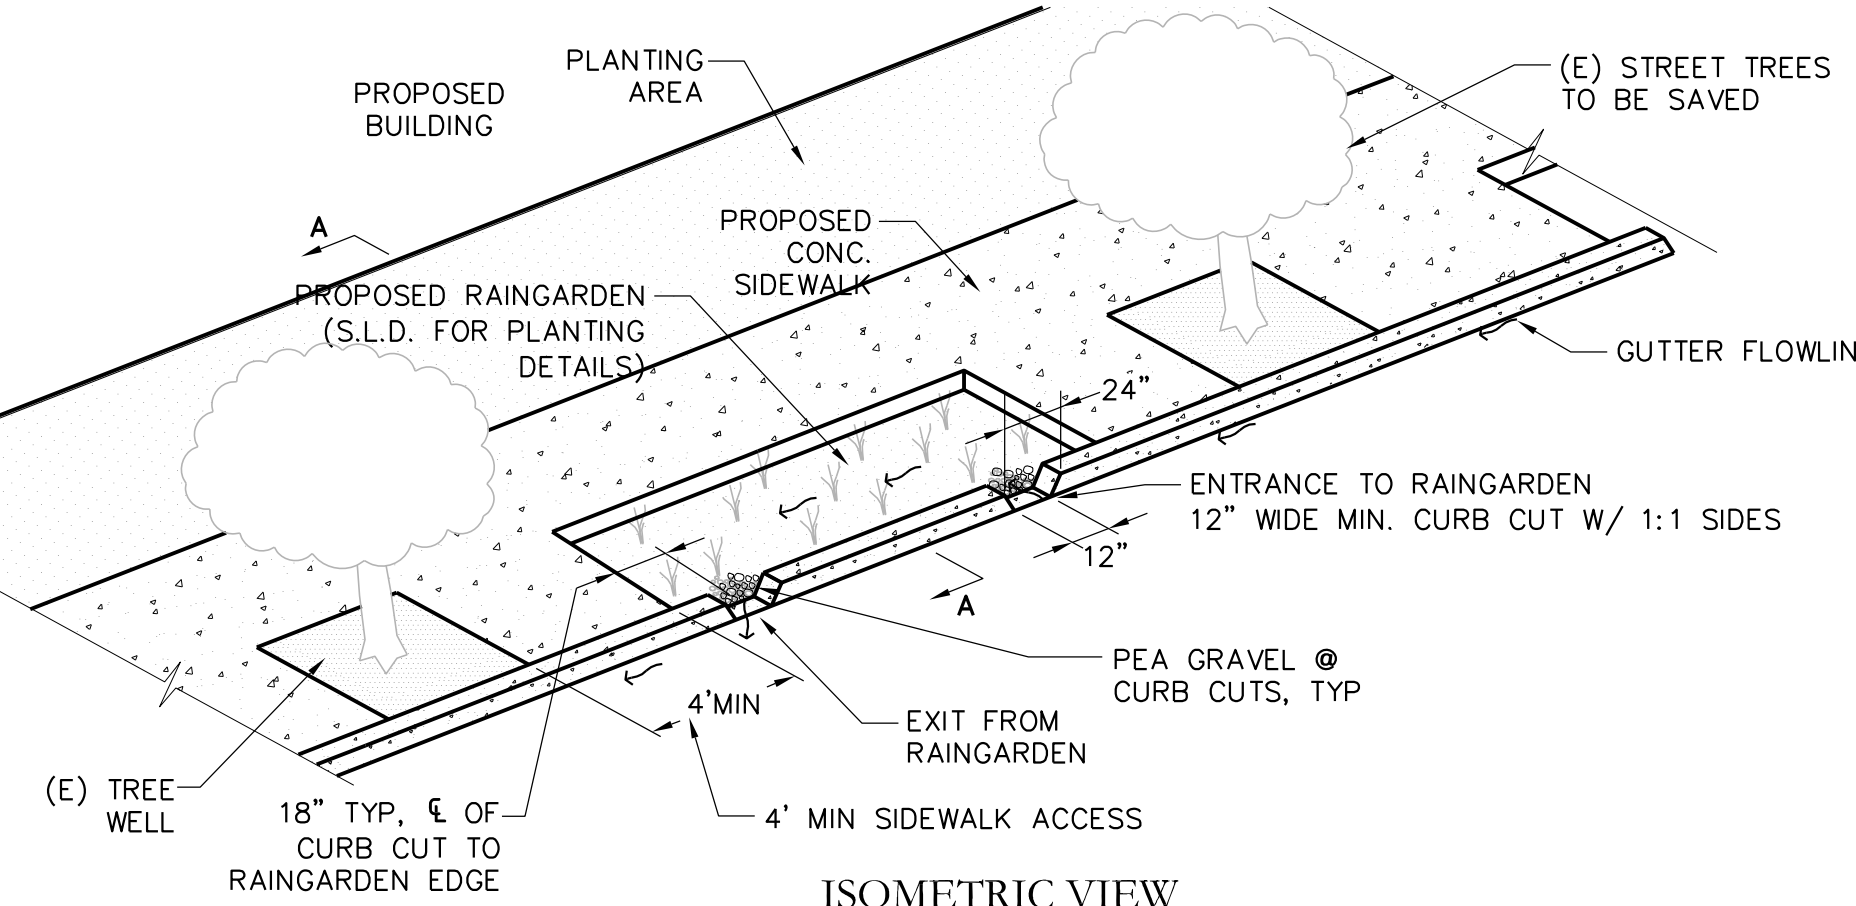 PLANTING
AREA
PROPOSED
BUILDING
(E) STREET TREES
TO BE SAVED
A
PROPOSED
CONC.
SIDEWALK
PROPOSED RAINGARDEN
(S.L.D. FOR PLANTING
DETAILS)
GUTTER FLOWLIN
24"
ENTRANCE TO RAINGARDEN
12" WIDE MIN. CURB CUT W/ 1:1 SIDES
12"
A
PEA GRAVEL @
CURB CUTS, TYP
4'MIN
EXIT FROM
RAINGARDEN
(E) TREE
WELL
18" TYP, ℄ OF
CURB CUT TO
RAINGARDEN EDGE
4' MIN SIDEWALK ACCESS
ISOMETRIC VIEW